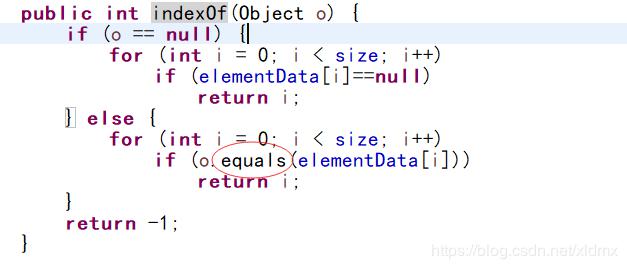 public int indexOf(Object o) {
    if (o == null) {
        for (int i = 0; i < size; i++)
            if (elementData[i]==null)
                return i;
    } else {
        for (int i = 0; i < size; i++)
            if (o.equals(elementData[i]))
                return i;
    }
    return -1;
}
https://blog.csdn.net/xldmx